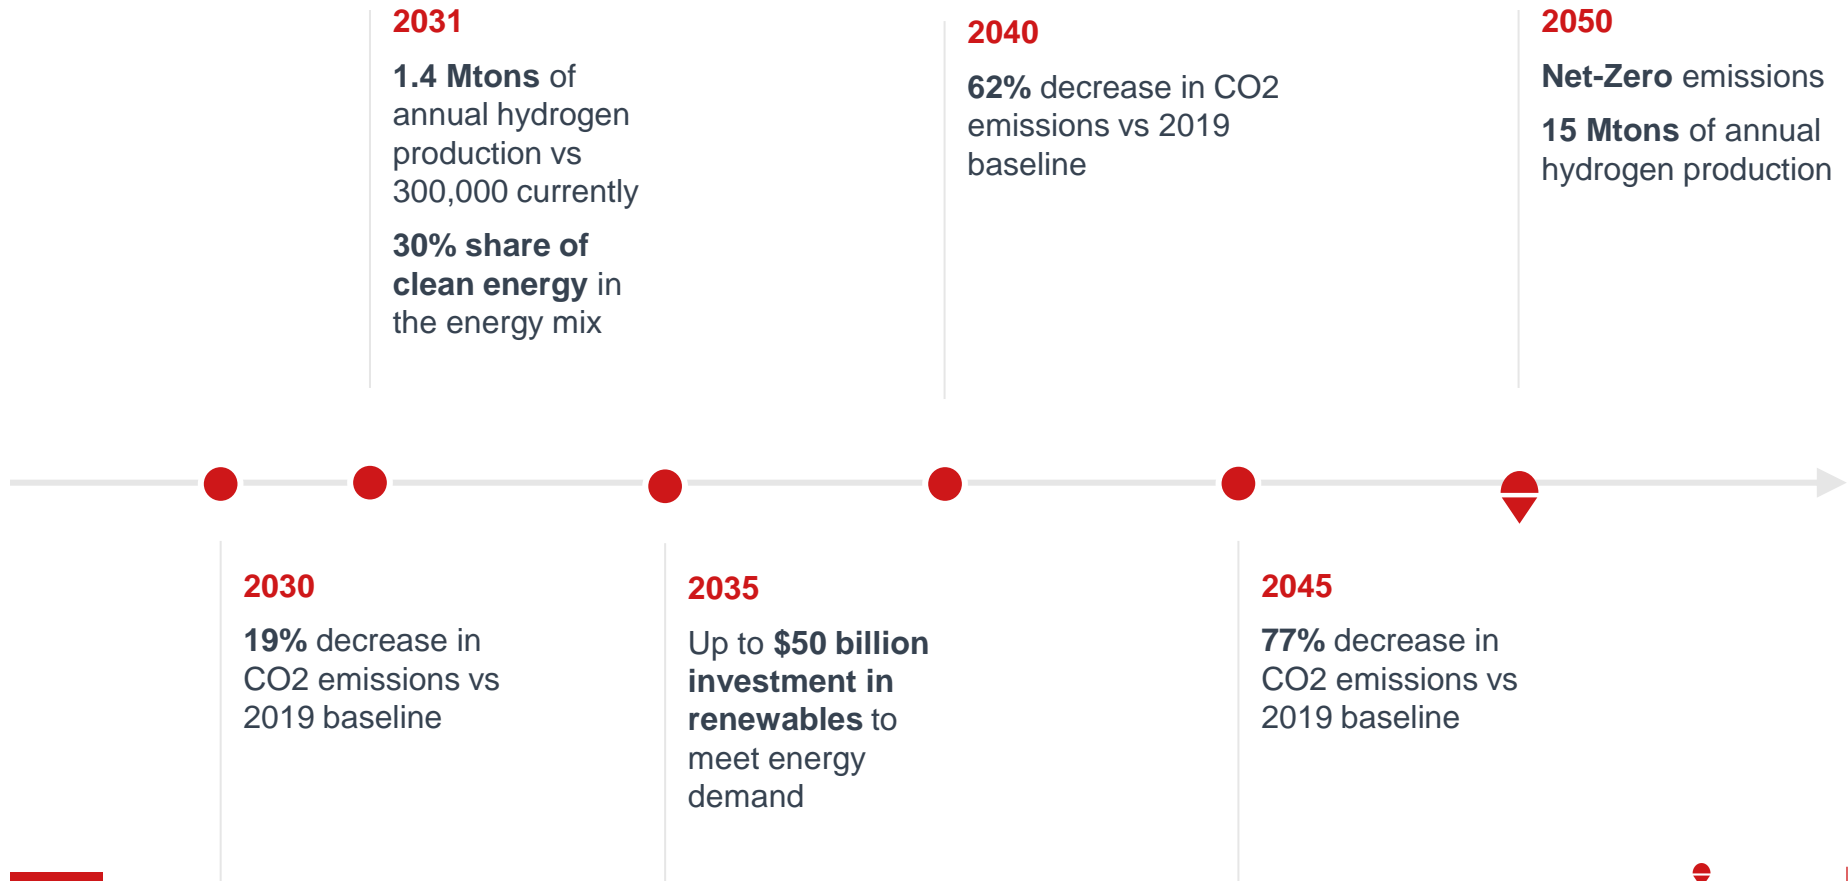 2031
1.4 Mtons of
annual hydrogen
production vs
300,000 currently
30% share of
clean energy in
the energy mix
2040
62% decrease in CO2
emissions vs 2019
baseline
2050
Net-Zero emissions
15 Mtons of annual
hydrogen production
2030
19% decrease in
CO2 emissions vs
2019 baseline
2035
Up to $50 billion
investment in
renewables to
meet energy
demand
2045
77% decrease in
CO2 emissions vs
2019 baseline